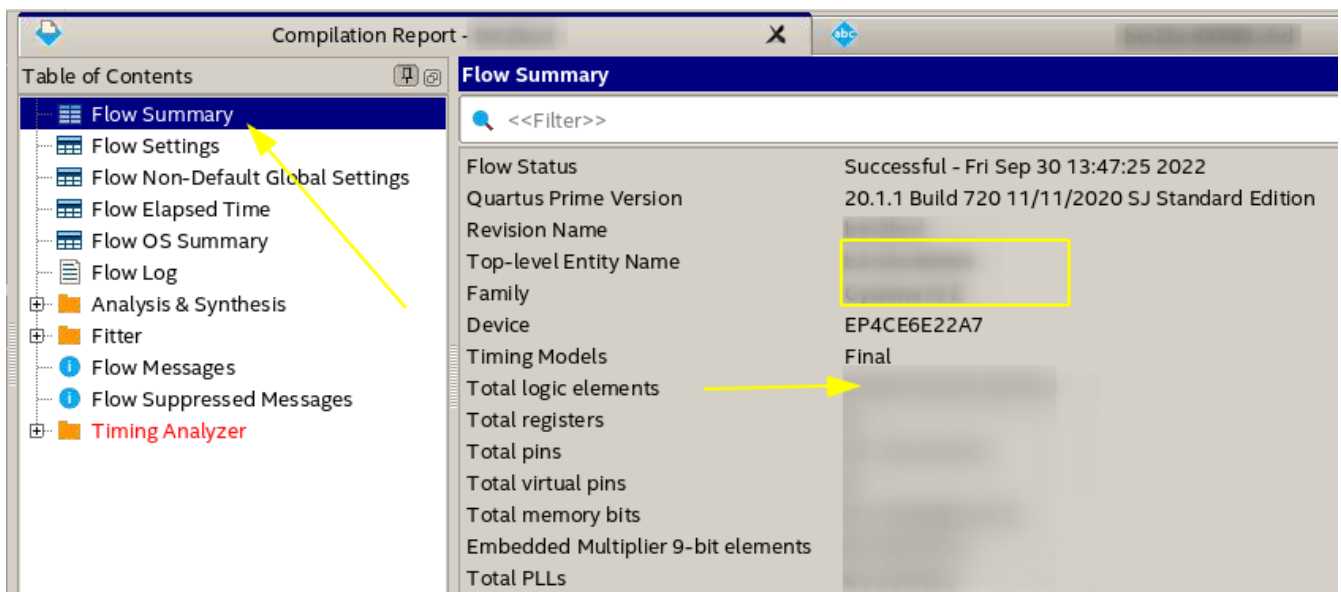 Compilation Report -
abc
Table of Contents
Flow Summary
Flow Settings
Flow Non-Default Global Settings
Flow Elapsed Time
Flow OS Summary
Flow Log
Analysis & Synthesis
Fitter
Flow Messages
Flow Suppressed Messages
Timing Analyzer
Flow Summary
<<Filter>>
Flow Status Successful - Fri Sep 30 13:47:25 2022
Quartus Prime Version 20.1.1 Build 720 11/11/2020 SJ Standard Edition
Revision Name
Top-level Entity Name
Family
Device EP4CE6E22A7
Timing Models Final
Total logic elements
Total registers
Total pins
Total virtual pins
Total memory bits
Embedded Multiplier 9-bit elements
Total PLLs